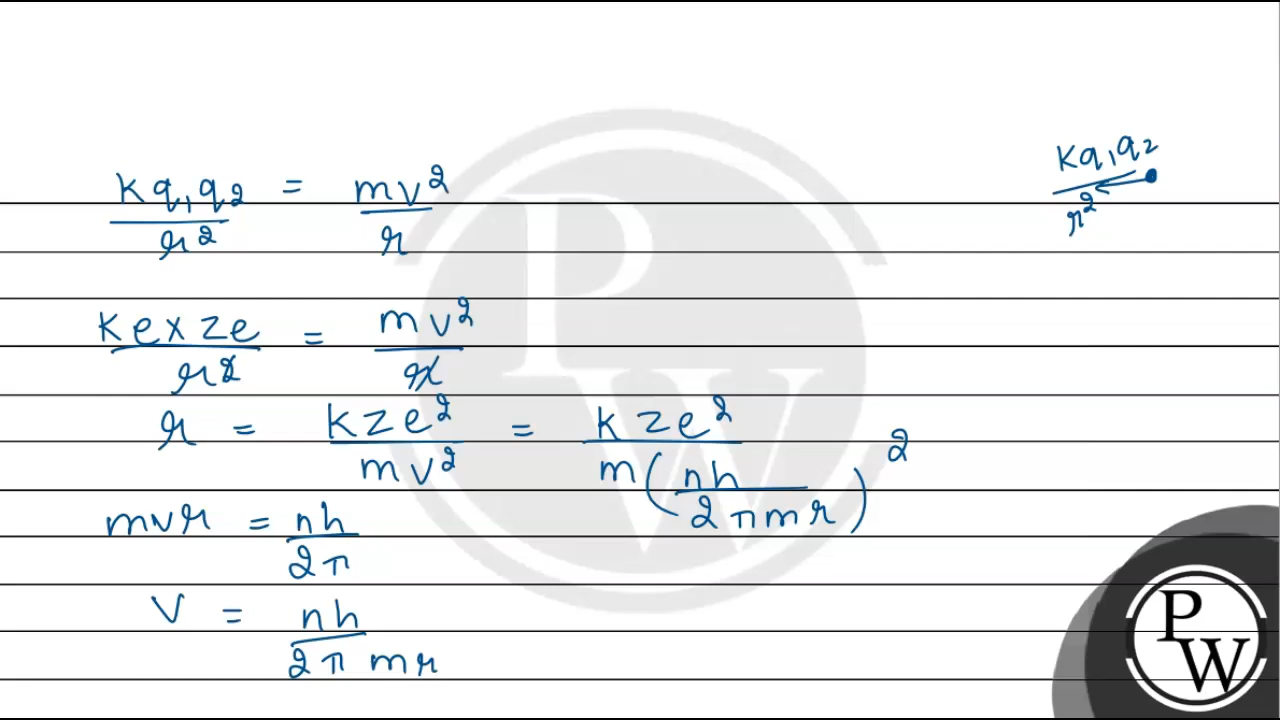 kq₁q₂/r² = mv²/r
kq₁q₂/r²
ke×ze/r² = mv²/r
r = kze²/mv² = kze²/m(nh/2πmr)²
mvr = nh/2π
v = nh/2πmr
PW
PW